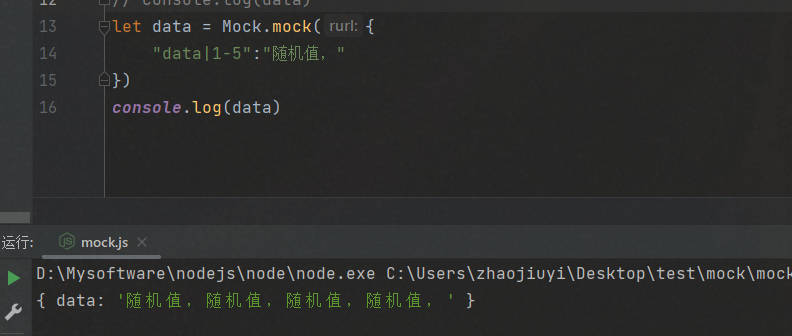 12 // console.log(data)
13 let data = Mock.mock( rurl: {
14 "data|1-5":"随机值，"
15 })
16 console.log(data)
运行: mock.js
D:\Mysoftware\nodejs\node\node.exe C:\Users\zhaojiuyi\Desktop\test\mock\mock
{ data: '随机值，随机值，随机值，随机值，' }